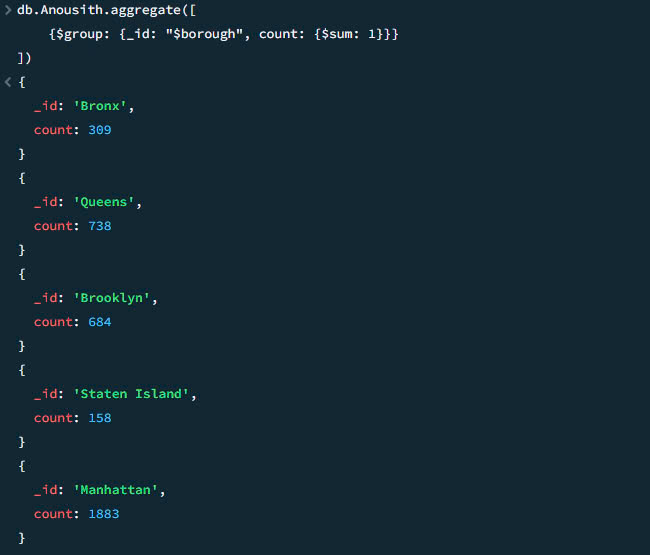 > db.Anousith.aggregate([
{$group: {_id: "$borough", count: {$sum: 1}}}
])
< {
_id: 'Bronx',
count: 309
}
{
_id: 'Queens',
count: 738
}
{
_id: 'Brooklyn',
count: 684
}
{
_id: 'Staten Island',
count: 158
}
{
_id: 'Manhattan',
count: 1883
}